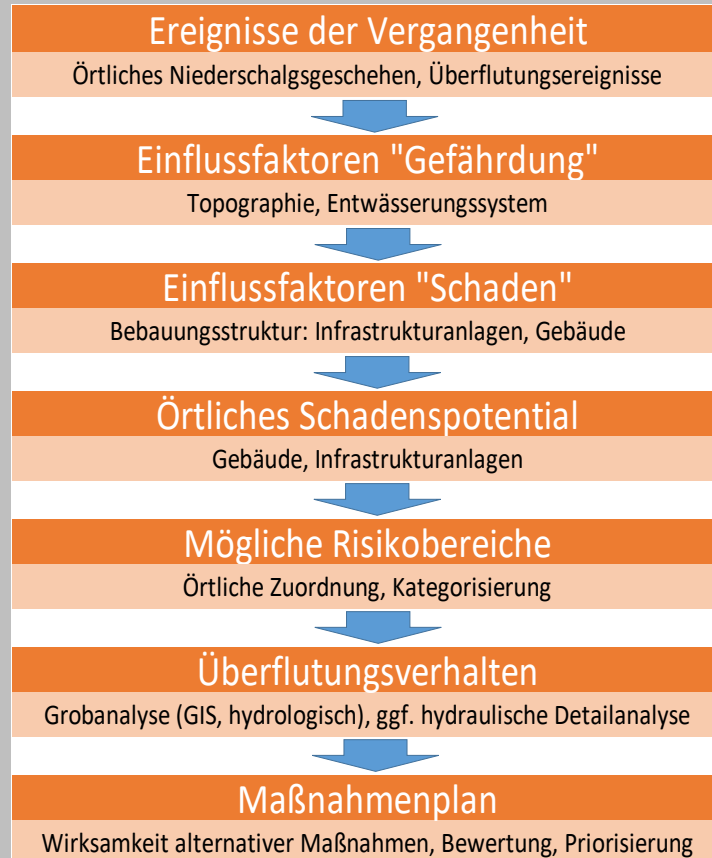 Ereignisse der Vergangenheit
Örtliches Niederschalgsgeschehen, Überflutungsereignisse
Einflussfaktoren "Gefährdung"
Topographie, Entwässerungssystem
Einflussfaktoren "Schaden"
Bebauungsstruktur: Infrastrukturanlagen, Gebäude
Örtliches Schadenspotential
Gebäude, Infrastrukturanlagen
Mögliche Risikobereiche
Örtliche Zuordnung, Kategorisierung
Überflutungsverhalten
Grobanalyse (GIS, hydrologisch), ggf. hydraulische Detailanalyse
Maßnahmenplan
Wirksamkeit alternativer Maßnahmen, Bewertung, Priorisierung